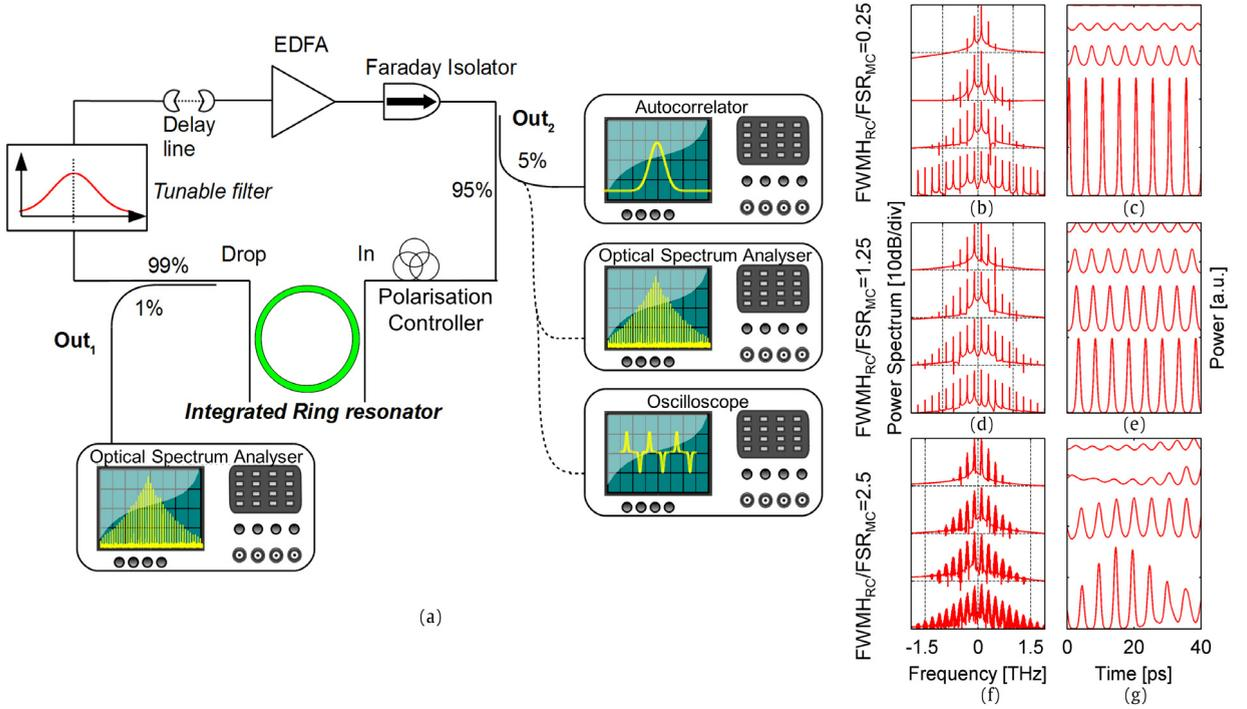 EDFA
Faraday Isolator
Delay
line
Tunable filter
Out2
5%
95%
Autocorrelator
Optical Spectrum Analyser
Oscilloscope
99%
1%
Drop
In
Polarisation
Controller
Out1
Integrated Ring resonator
Optical Spectrum Analyser
(a)
FWMHRC/FSRMC=0.25
(b)
(c)
FWMHRC/FSRMC=1.25
Power Spectrum [10dB/div]
(d)
(e)
Power [a.u.]
FWMHRC/FSRMC=2.5
-1.5 0 1.5
Frequency [THz]
(f)
0 20 40
Time [ps]
(g)